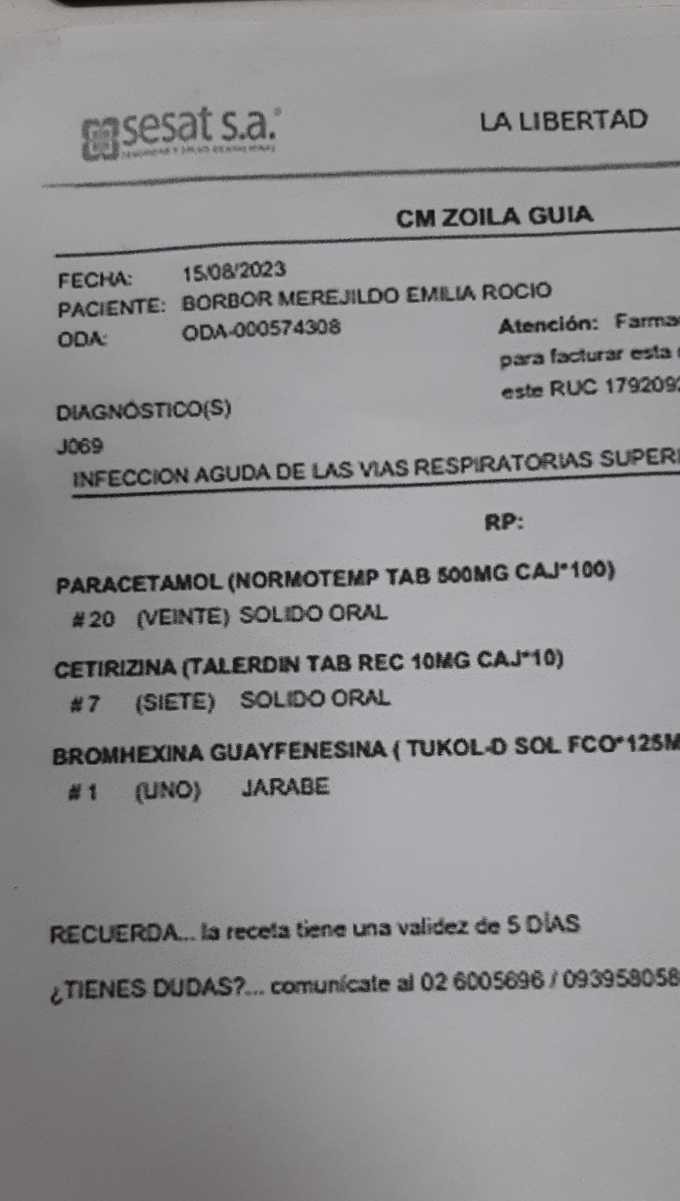 sesat s.a.
LA LIBERTAD
CM ZOILA GUIA
FECHA: 15/08/2023
PACIENTE: BORBOR MEREJILDO EMILIA ROCIO
ODA: ODA-000574308
Atención: Farma
para facturar esta
este RUC 179209
DIAGNÓSTICO(S)
J069
INFECCION AGUDA DE LAS VIAS RESPIRATORIAS SUPER
RP:
PARACETAMOL (NORMOTEMP TAB 500MG CAJ*100)
#20 (VEINTE) SOLIDO ORAL
CETIRIZINA (TALERDIN TAB REC 10MG CAJ*10)
#7 (SIETE) SOLIDO ORAL
BROMHEXINA GUAYFENESINA ( TUKOL-D SOL FCO*125M
#1 (UNO) JARABE
RECUERDA... la receta tiene una validez de 5 DÍAS
¿TIENES DUDAS?... comunícate al 02 6005696 / 093958058